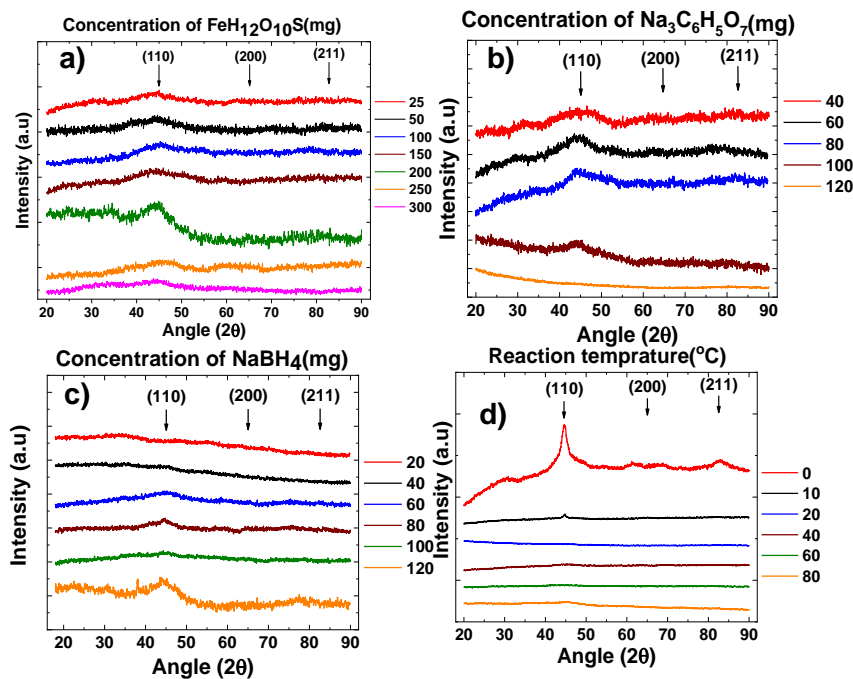 Concentration of FeH12O10S(mg)
a)
(110) (200) (211)
25
50
100
150
200
250
300
Intensity (a.u)
20 30 40 50 60 70 80 90
Angle (2θ)
Concentration of Na3C6H5O7(mg)
b)
(110) (200) (211)
40
60
80
100
120
Intensity (a.u)
20 30 40 50 60 70 80 90
Angle (2θ)
Concentration of NaBH4(mg)
c)
(110) (200) (211)
20
40
60
80
100
120
Intensity (a.u)
20 30 40 50 60 70 80 90
Angle (2θ)
Reaction temprature(oC)
d)
(110) (200) (211)
0
10
20
40
60
80
Intensity (a.u)
20 30 40 50 60 70 80 90
Angle (2θ)